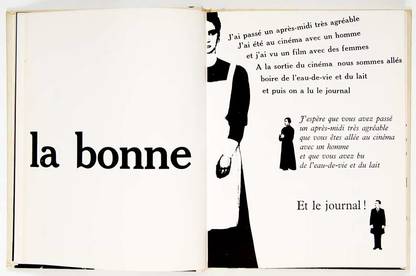 la bonne
J'ai passé un après-midi très agréable
J'ai été au cinéma avec un homme
et j'ai vu un film avec des femmes
A la sortie du cinéma nous sommes allés
boire de l'eau-de-vie et du lait
et puis on a lu le journal
J'espère que vous avez passé
un après-midi très agréable
que vous êtes allée au cinéma
avec un homme
et que vous avez bu
de l'eau-de-vie et du lait
Et le journal !